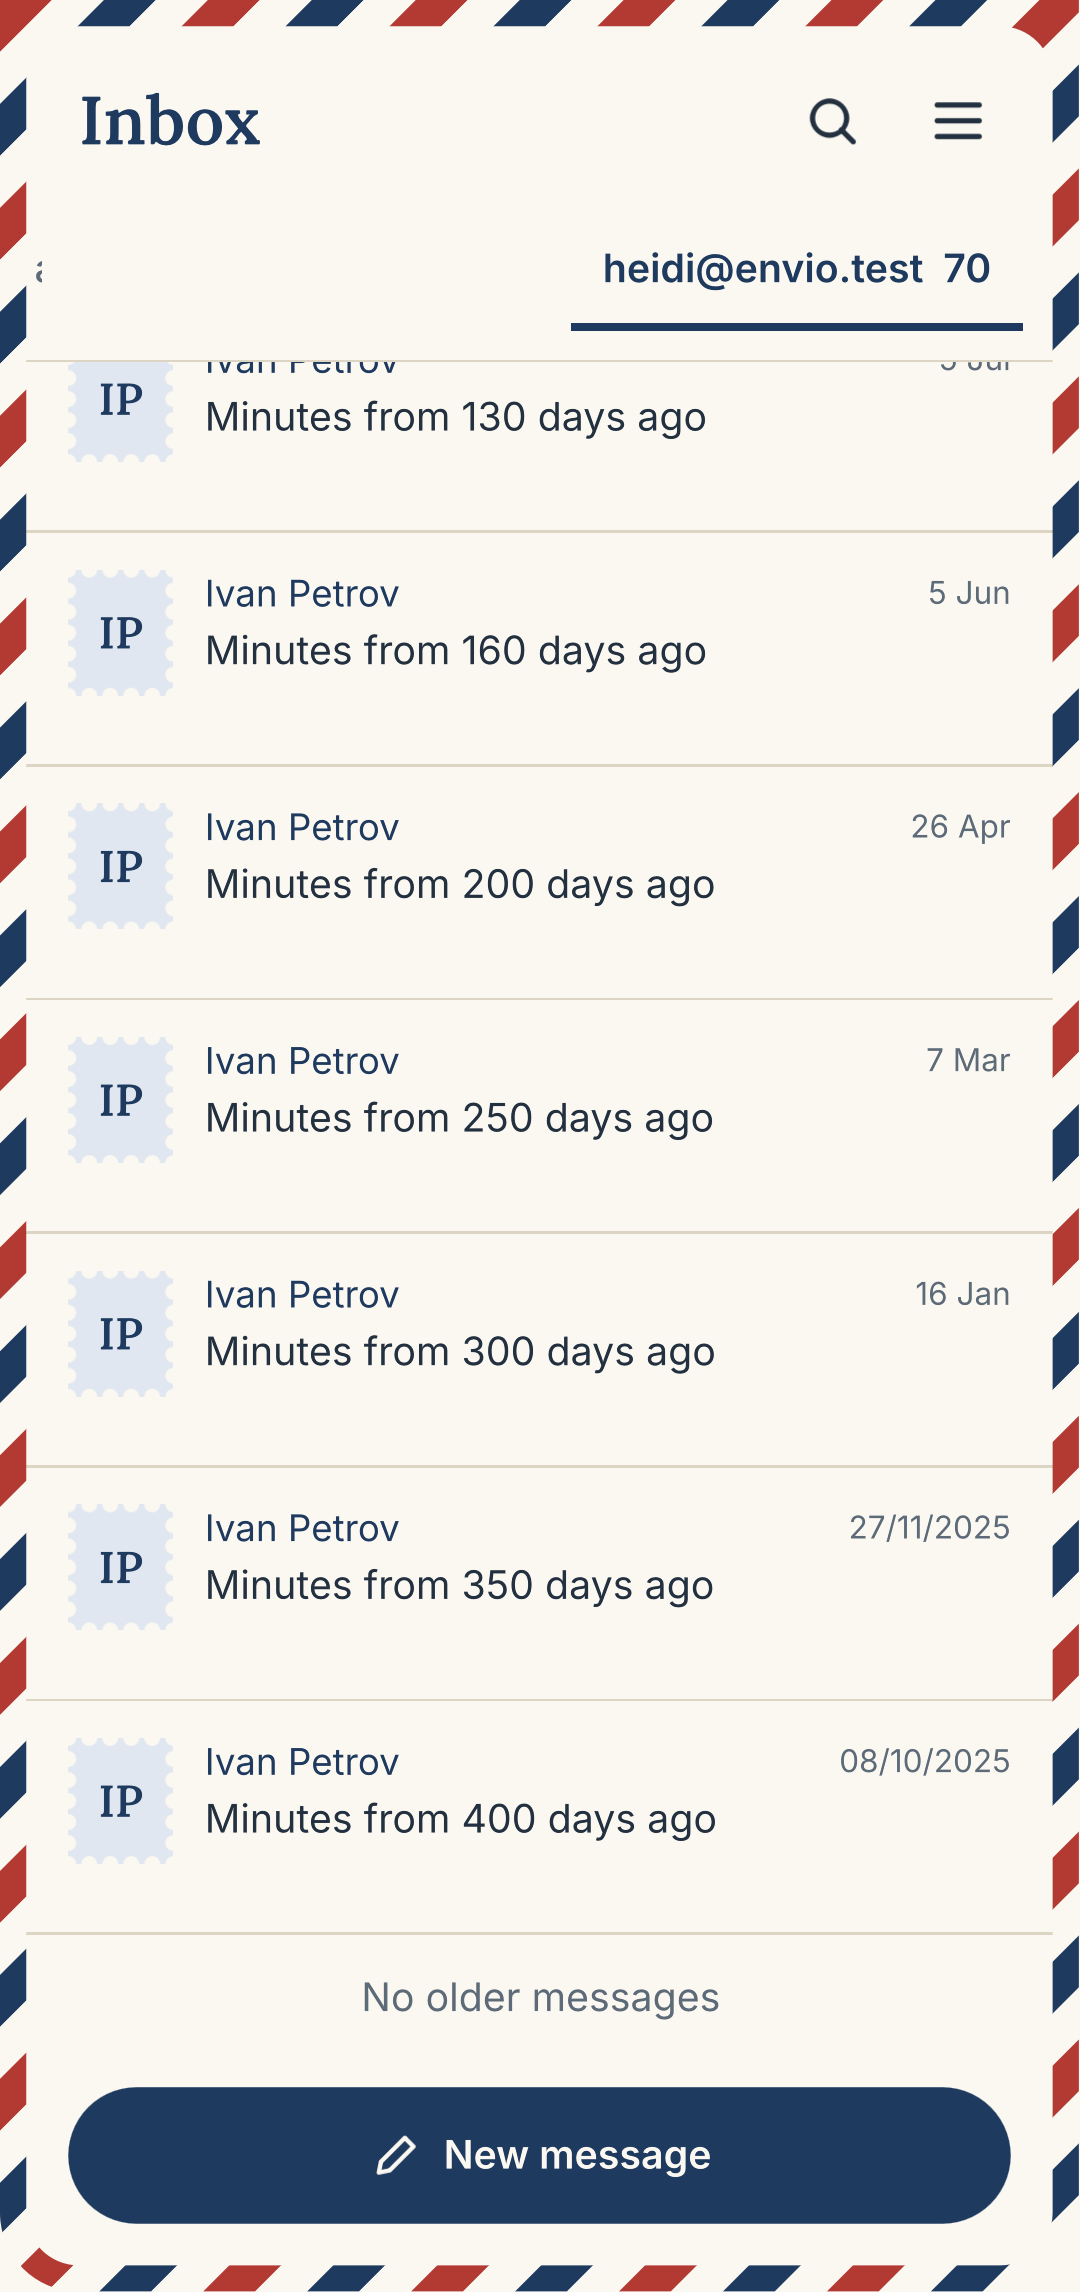 Inbox
heidi@envio.test 70
Ivan Petrov
IP
Minutes from 130 days ago
Ivan Petrov 5 Jun
IP
Minutes from 160 days ago
Ivan Petrov 26 Apr
IP
Minutes from 200 days ago
Ivan Petrov 7 Mar
IP
Minutes from 250 days ago
Ivan Petrov 16 Jan
IP
Minutes from 300 days ago
Ivan Petrov 27/11/2025
IP
Minutes from 350 days ago
Ivan Petrov 08/10/2025
IP
Minutes from 400 days ago
No older messages
New message